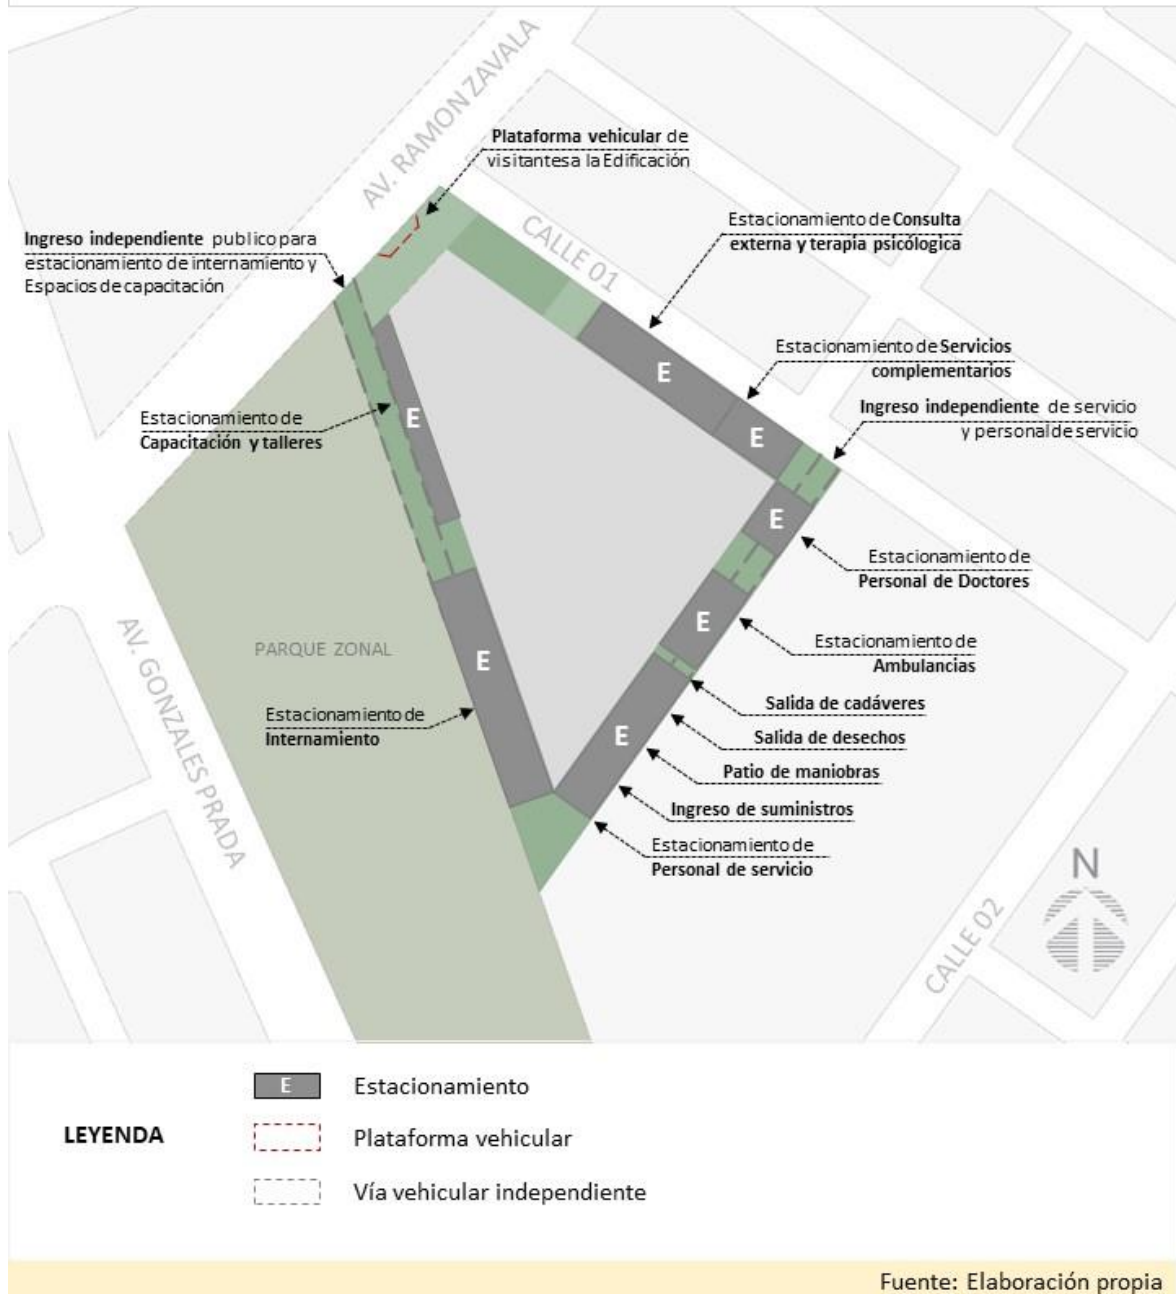 AV. RAMON ZAVALA
Plataforma vehicular de
visitantesa la Edificación
CALLE 01
Estacionamiento de Consulta
externa y terapia psicólogica
Ingreso independiente publico para
estacionamiento de internamiento y
Espacios de capacitación
Estacionamiento de Servicios
complementarios
Ingreso independiente de servicio
y personal de servicio
Estacionamiento de
Capacitación y talleres
E
E
E
E
Estacionamiento de
Personal de Doctores
E
Estacionamiento de
Ambulancias
AV. GONZALES PRADA
PARQUE ZONAL
E
Estacionamiento de
Internamiento
Salida de cadáveres
E
Salida de desechos
Patio de maniobras
Ingreso de suministros
Estacionamiento de
Personal de servicio
N
CALLE 02
LEYENDA
E Estacionamiento
Plataforma vehicular
Vía vehicular independiente
Fuente: Elaboración propia